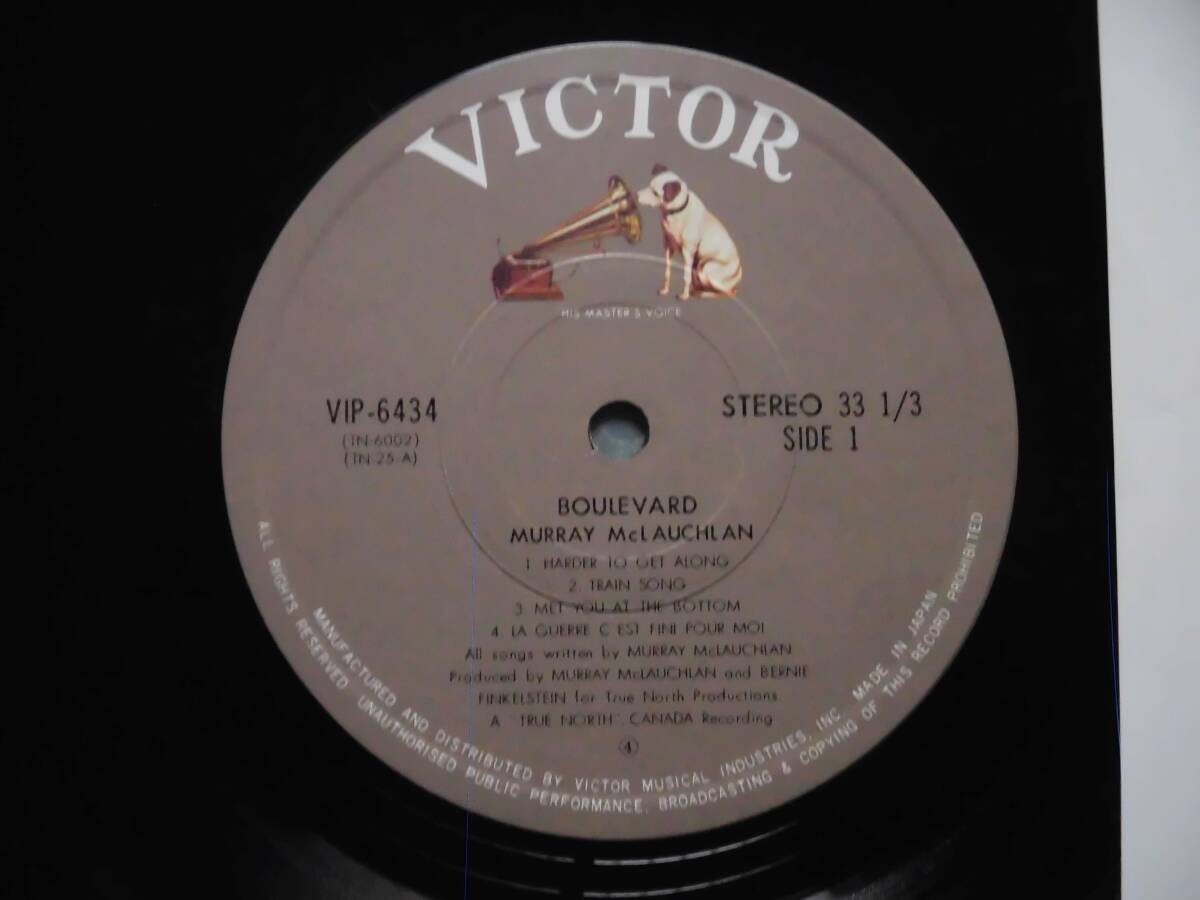 VICTOR
HIS MASTER'S VOICE
VIP-6434
(TN-6002)
(TN-25-A)
STEREO 33 1/3
SIDE 1
BOULEVARD
MURRAY McLAUCHLAN
1. HARDER TO GET ALONG
2. TRAIN SONG
3. MET YOU AT THE BOTTOM
4. LA GUERRE C'EST FINI POUR MOI
All songs written by MURRAY McLAUCHLAN
Produced by MURRAY McLAUCHLAN and BERNIE
FINKELSTEIN for True North Productions.
A "TRUE NORTH", CANADA Recording
④
MANUFACTURED AND DISTRIBUTED BY VICTOR MUSICAL INDUSTRIES, INC. MADE IN JAPAN
ALL RIGHTS RESERVED. UNAUTHORISED PUBLIC PERFORMANCE, BROADCASTING & COPYING OF THIS RECORD PROHIBITED